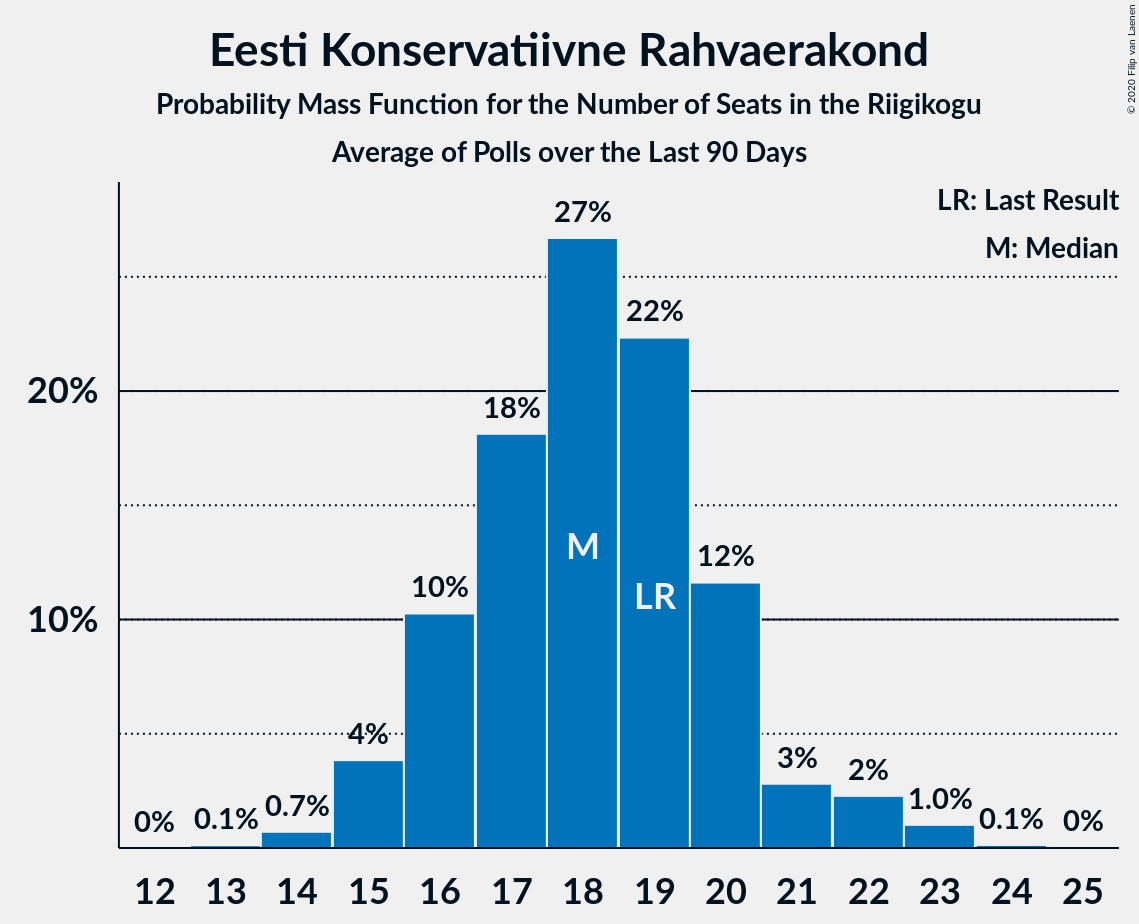 Eesti Konservatiivne Rahvaerakond
Probability Mass Function for the Number of Seats in the Riigikogu
Average of Polls over the Last 90 Days
© 2020 Filip van Laenen
LR: Last Result
M: Median
27%
22%
20%
18%
M
12%
LR
10%
10%
4%
3%
2%
0%
0.1%
0.7%
1.0%
0.1%
0%
12 13 14 15 16 17 18 19 20 21 22 23 24 25